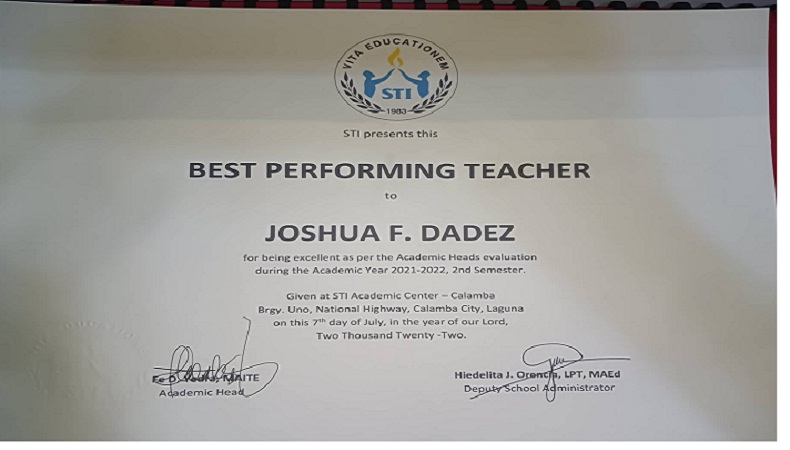 VITA EDUCATIONEM
STI
1983
STI presents this
BEST PERFORMING TEACHER
to
JOSHUA F. DADEZ
for being excellent as per the Academic Heads evaluation
during the Academic Year 2021-2022, 2nd Semester.
Given at STI Academic Center – Calamba
Brgy. Uno, National Highway, Calamba City, Laguna
on this 7th day of July, in the year of our Lord,
Two Thousand Twenty -Two.
Fe D. MAITE
Academic Head
Hiedelita J. Orencia, LPT, MAEd
Deputy School Administrator